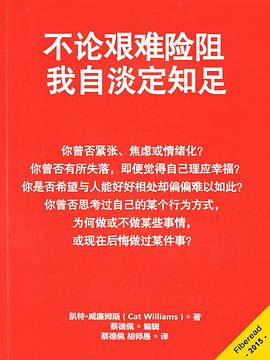 不论艰难险阻
我自淡定知足
你曾否紧张、焦虑或情绪化？
你曾否有所失落，即便觉得自己理应幸福？
你是否希望与人能好好相处却偏偏难以如此？
你曾否思考过自己的某个行为方式，
为何做或不做某些事情，
或现在后悔做过某件事？
凯特·威廉姆斯（Cat Williams）◎著
蔡德佩◎编辑
蔡德佩 胡师愚◎译
Fiberead
- 2015 -